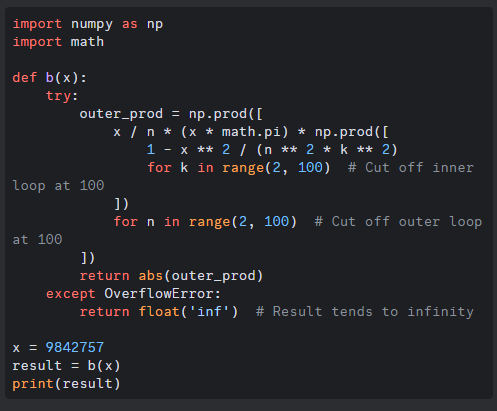 import numpy as np
import math

def b(x):
    try:
        outer_prod = np.prod([
            x / n * (x * math.pi) * np.prod([
                1 - x ** 2 / (n ** 2 * k ** 2)
                for k in range(2, 100)  # Cut off inner
loop at 100
            ])
            for n in range(2, 100)  # Cut off outer loop
at 100
        ])
        return abs(outer_prod)
    except OverflowError:
        return float('inf')  # Result tends to infinity

x = 9842757
result = b(x)
print(result)